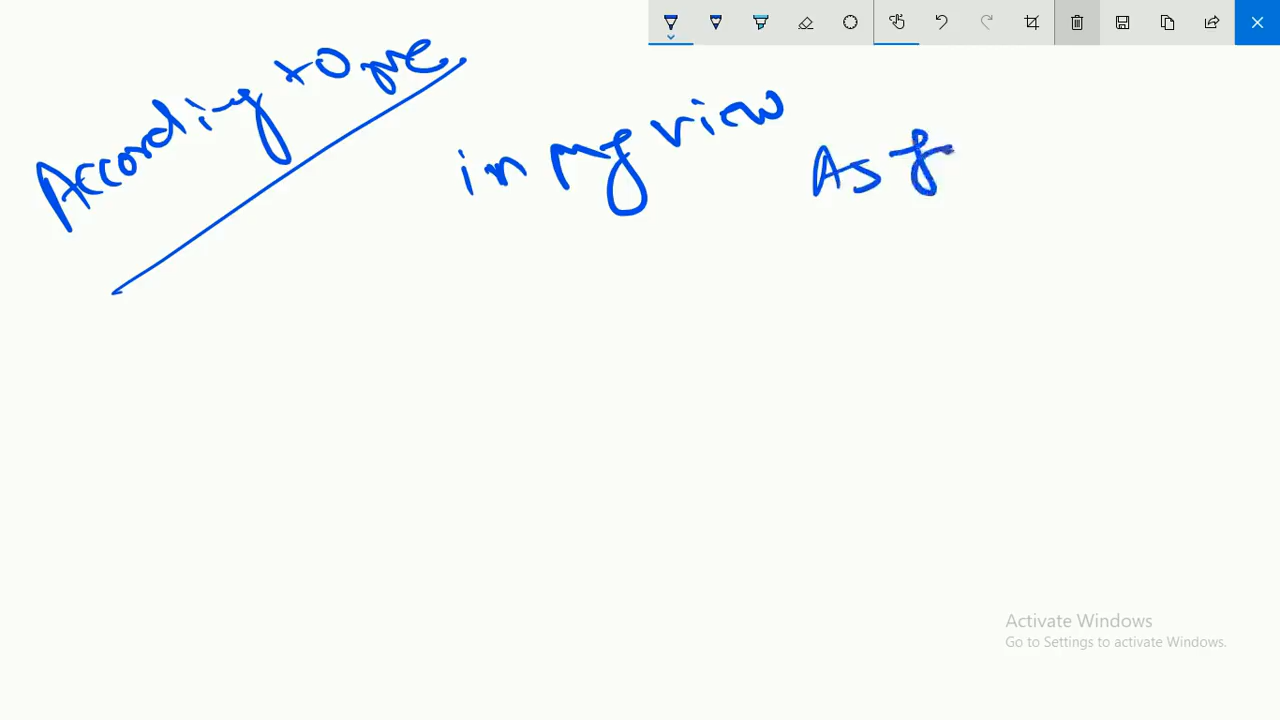 According to me
in my view
As f
Activate Windows
Go to Settings to activate Windows.